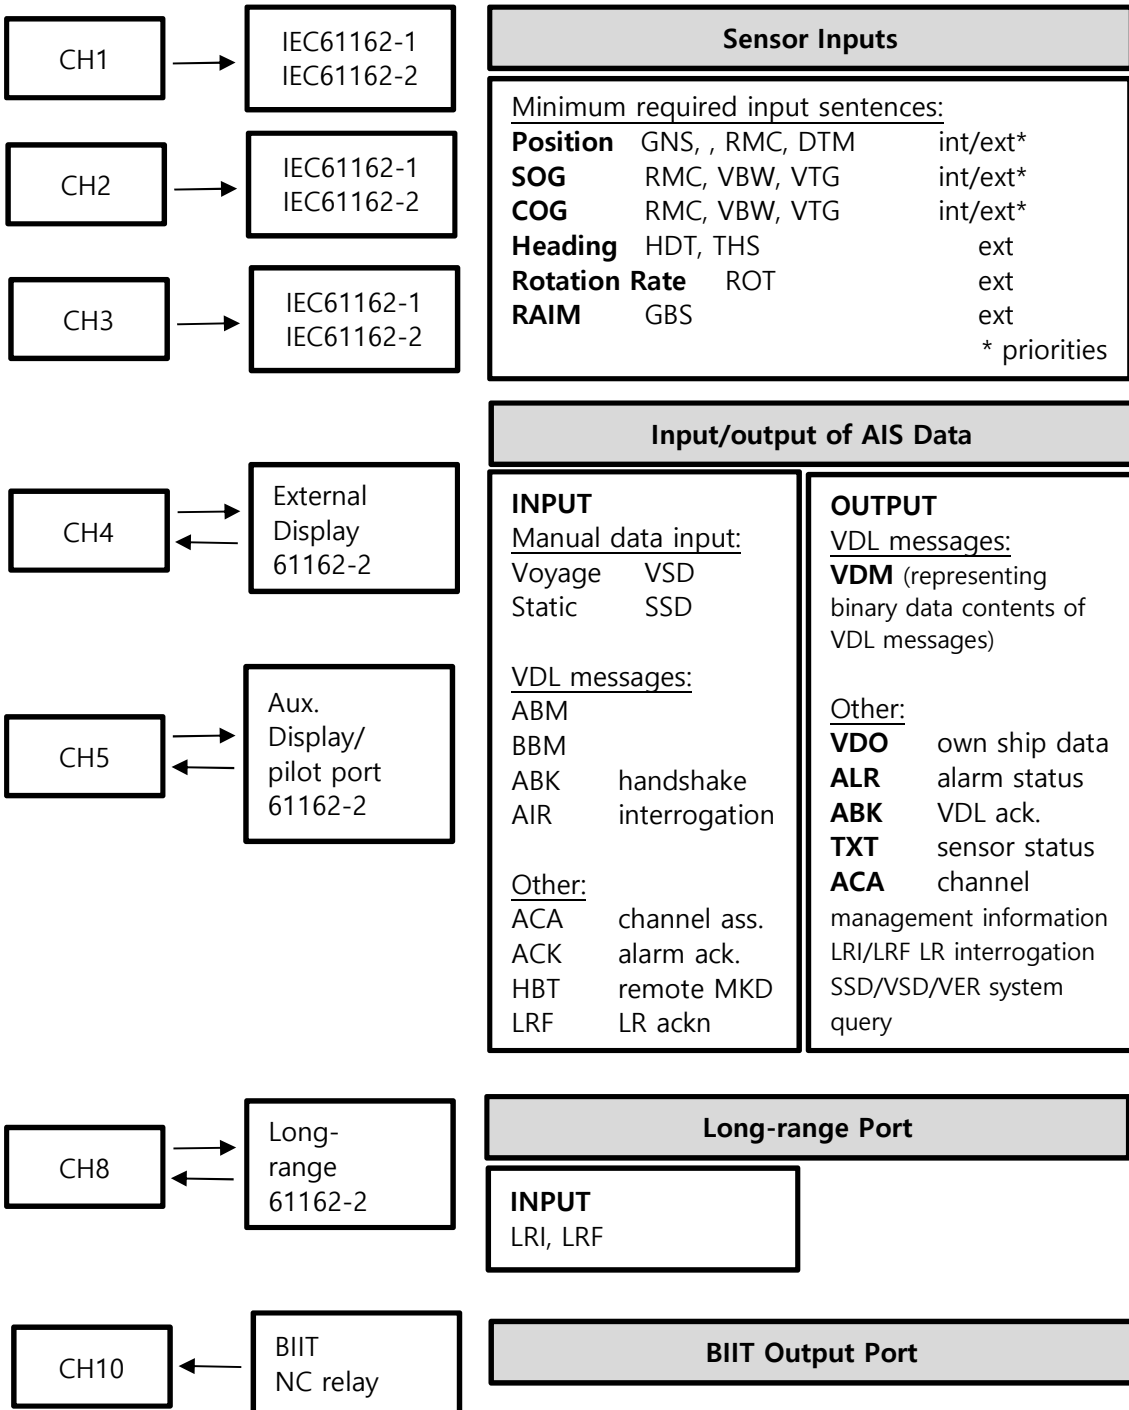 CH1
IEC61162-1
IEC61162-2
Sensor Inputs
Minimum required input sentences:
Position GNS, , RMC, DTM int/ext*
SOG RMC, VBW, VTG int/ext*
COG RMC, VBW, VTG int/ext*
Heading HDT, THS ext
Rotation Rate ROT ext
RAIM GBS ext
* priorities
CH2
IEC61162-1
IEC61162-2
CH3
IEC61162-1
IEC61162-2
Input/output of AIS Data
CH4
External
Display
61162-2
CH5
Aux.
Display/
pilot port
61162-2
INPUT
Manual data input:
Voyage VSD
Static SSD
VDL messages:
ABM
BBM
ABK handshake
AIR interrogation
Other:
ACA channel ass.
ACK alarm ack.
HBT remote MKD
LRF LR ackn
OUTPUT
VDL messages:
VDM (representing
binary data contents of
VDL messages)
Other:
VDO own ship data
ALR alarm status
ABK VDL ack.
TXT sensor status
ACA channel
management information
LRI/LRF LR interrogation
SSD/VSD/VER system
query
CH8
Long-
range
61162-2
Long-range Port
INPUT
LRI, LRF
CH10
BIIT
NC relay
BIIT Output Port